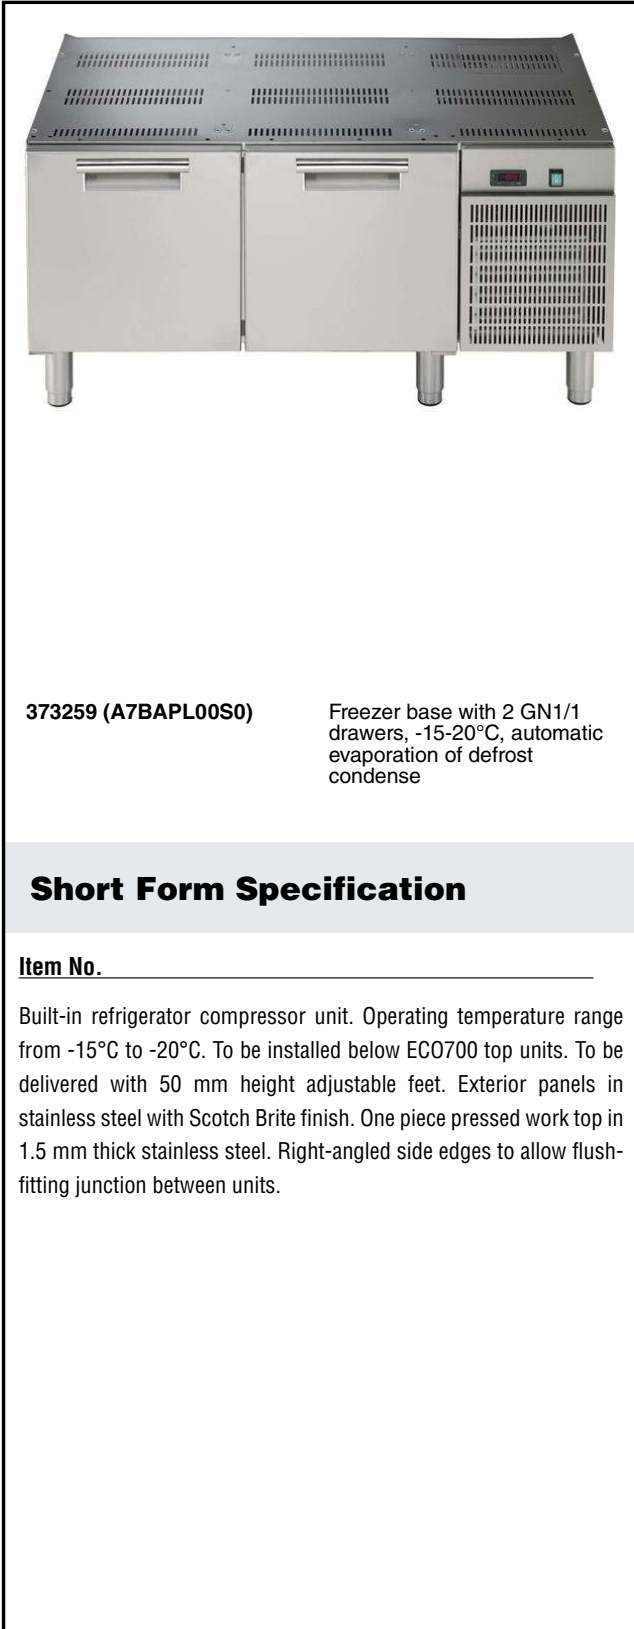 373259 (A7BAPL00S0)
Freezer base with 2 GN1/1
drawers, -15-20°C, automatic
evaporation of defrost
condense
Short Form Specification
Item No.
Built-in refrigerator compressor unit. Operating temperature range
from -15°C to -20°C. To be installed below ECO700 top units. To be
delivered with 50 mm height adjustable feet. Exterior panels in
stainless steel with Scotch Brite finish. One piece pressed work top in
1.5 mm thick stainless steel. Right-angled side edges to allow flush-
fitting junction between units.